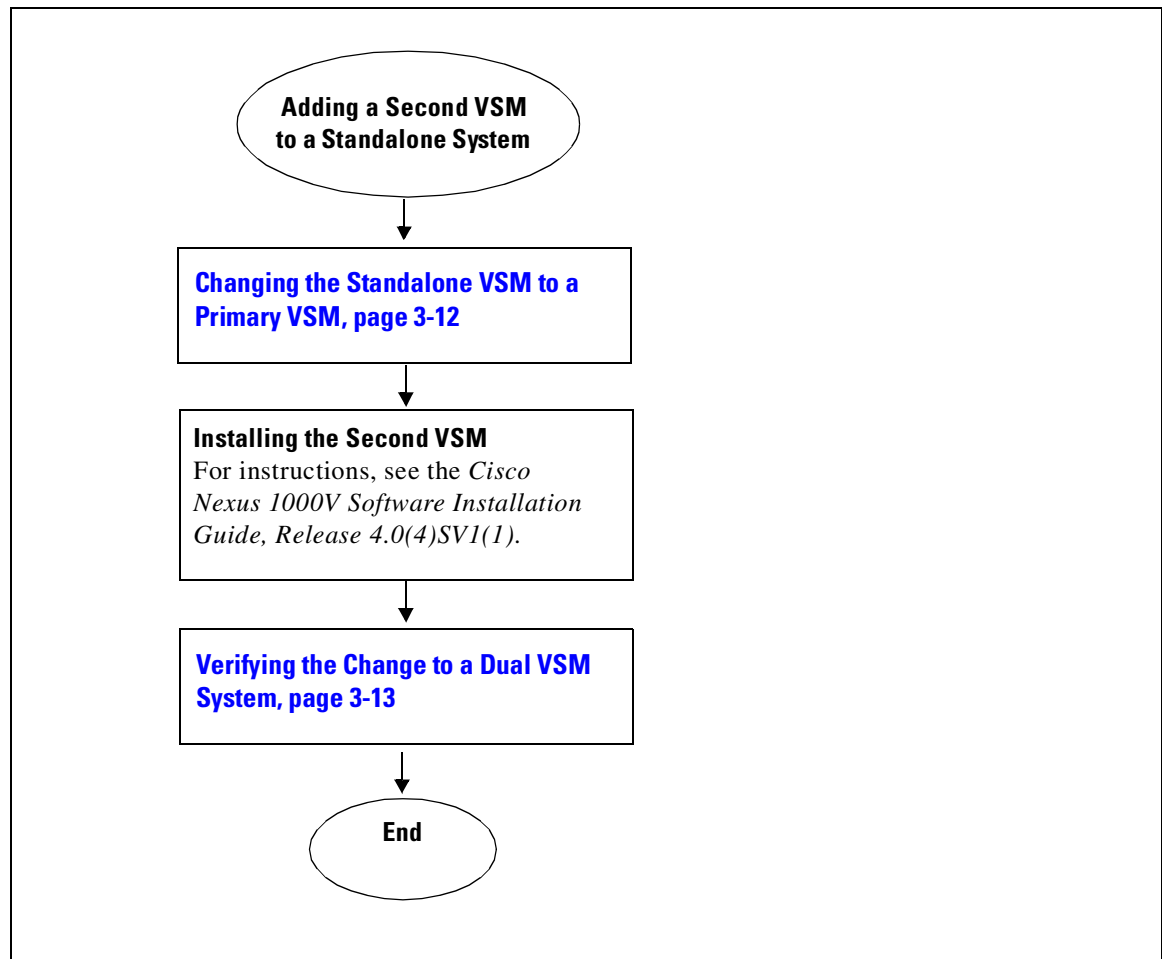 Adding a Second VSM
to a Standalone System
Changing the Standalone VSM to a
Primary VSM, page 3-12
Installing the Second VSM
For instructions, see the Cisco
Nexus 1000V Software Installation
Guide, Release 4.0(4)SV1(1).
Verifying the Change to a Dual VSM
System, page 3-13
End